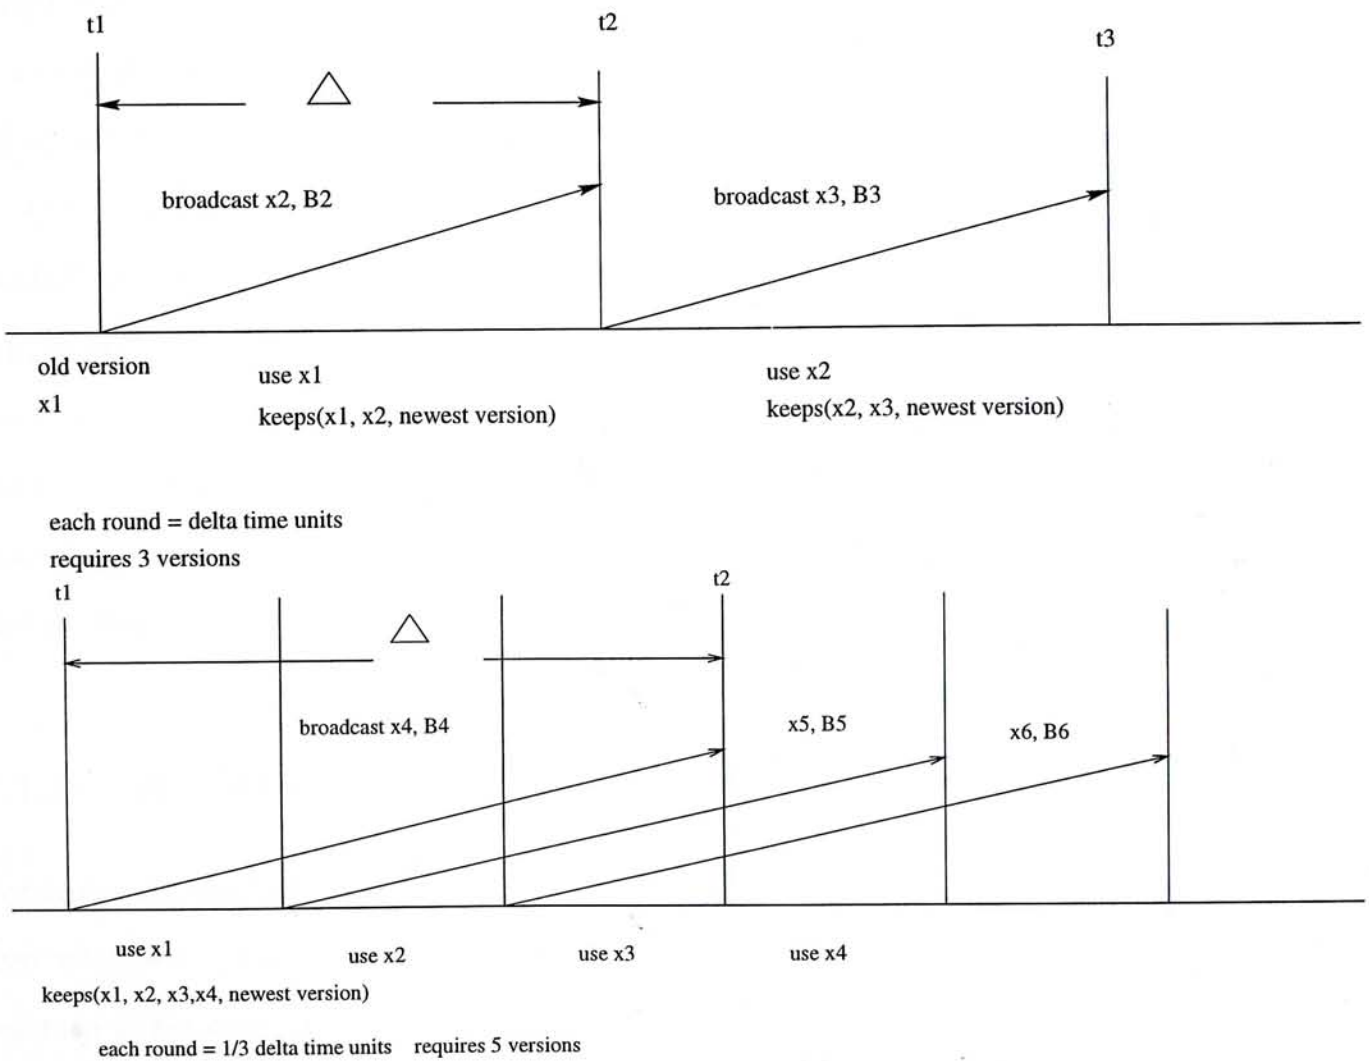 t1
t2
t3
broadcast x2, B2
broadcast x3, B3
old version
x1
use x1
keeps(x1, x2, newest version)
use x2
keeps(x2, x3, newest version)
each round = delta time units
requires 3 versions
t1
t2
broadcast x4, B4
x5, B5
x6, B6
use x1
use x2
use x3
use x4
keeps(x1, x2, x3,x4, newest version)
each round = 1/3 delta time units requires 5 versions